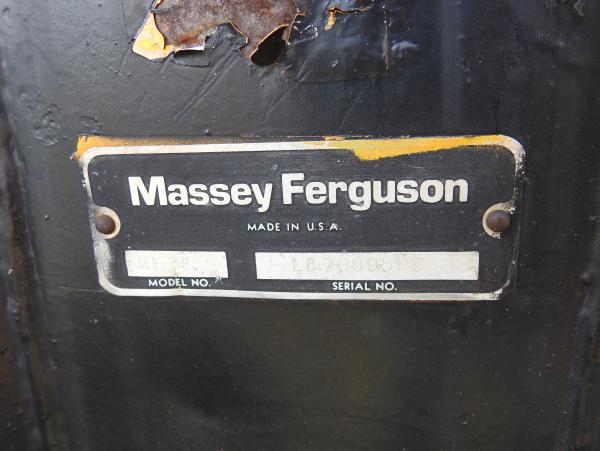 Massey Ferguson
MADE IN U.S.A.
MODEL NO.
SERIAL NO.